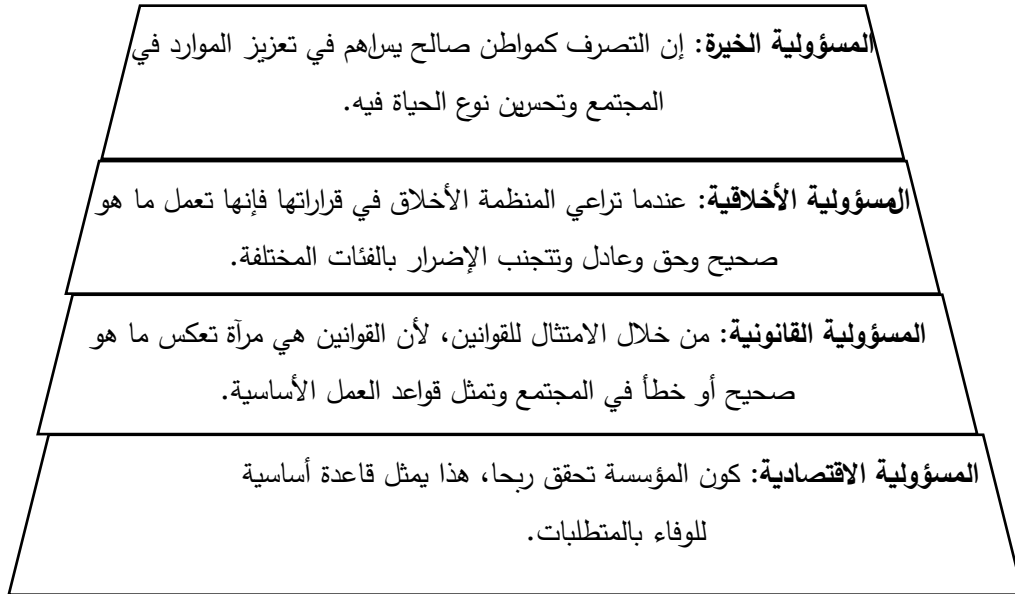 المسؤولية الخيرة: إن التصرف كمواطن صالح يساهم في تعزيز الموارد في
المجتمع وتحسين نوع الحياة فيه.
المسؤولية الأخلاقية: عندما تراعي المنظمة الأخلاق في قراراتها فإنها تعمل ما هو
صحيح وحق وعادل وتتجنب الإضرار بالفئات المختلفة.
المسؤولية القانونية: من خلال الامتثال للقوانين، لأن القوانين هي مرآة تعكس ما هو
صحيح أو خطأ في المجتمع وتمثل قواعد العمل الأساسية.
المسؤولية الاقتصادية: كون المؤسسة تحقق ربحا، هذا يمثل قاعدة أساسية
للوفاء بالمتطلبات.